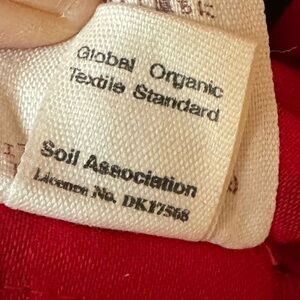 Global Organic
Textile Standard
Soil Association
Licence No. DK17568